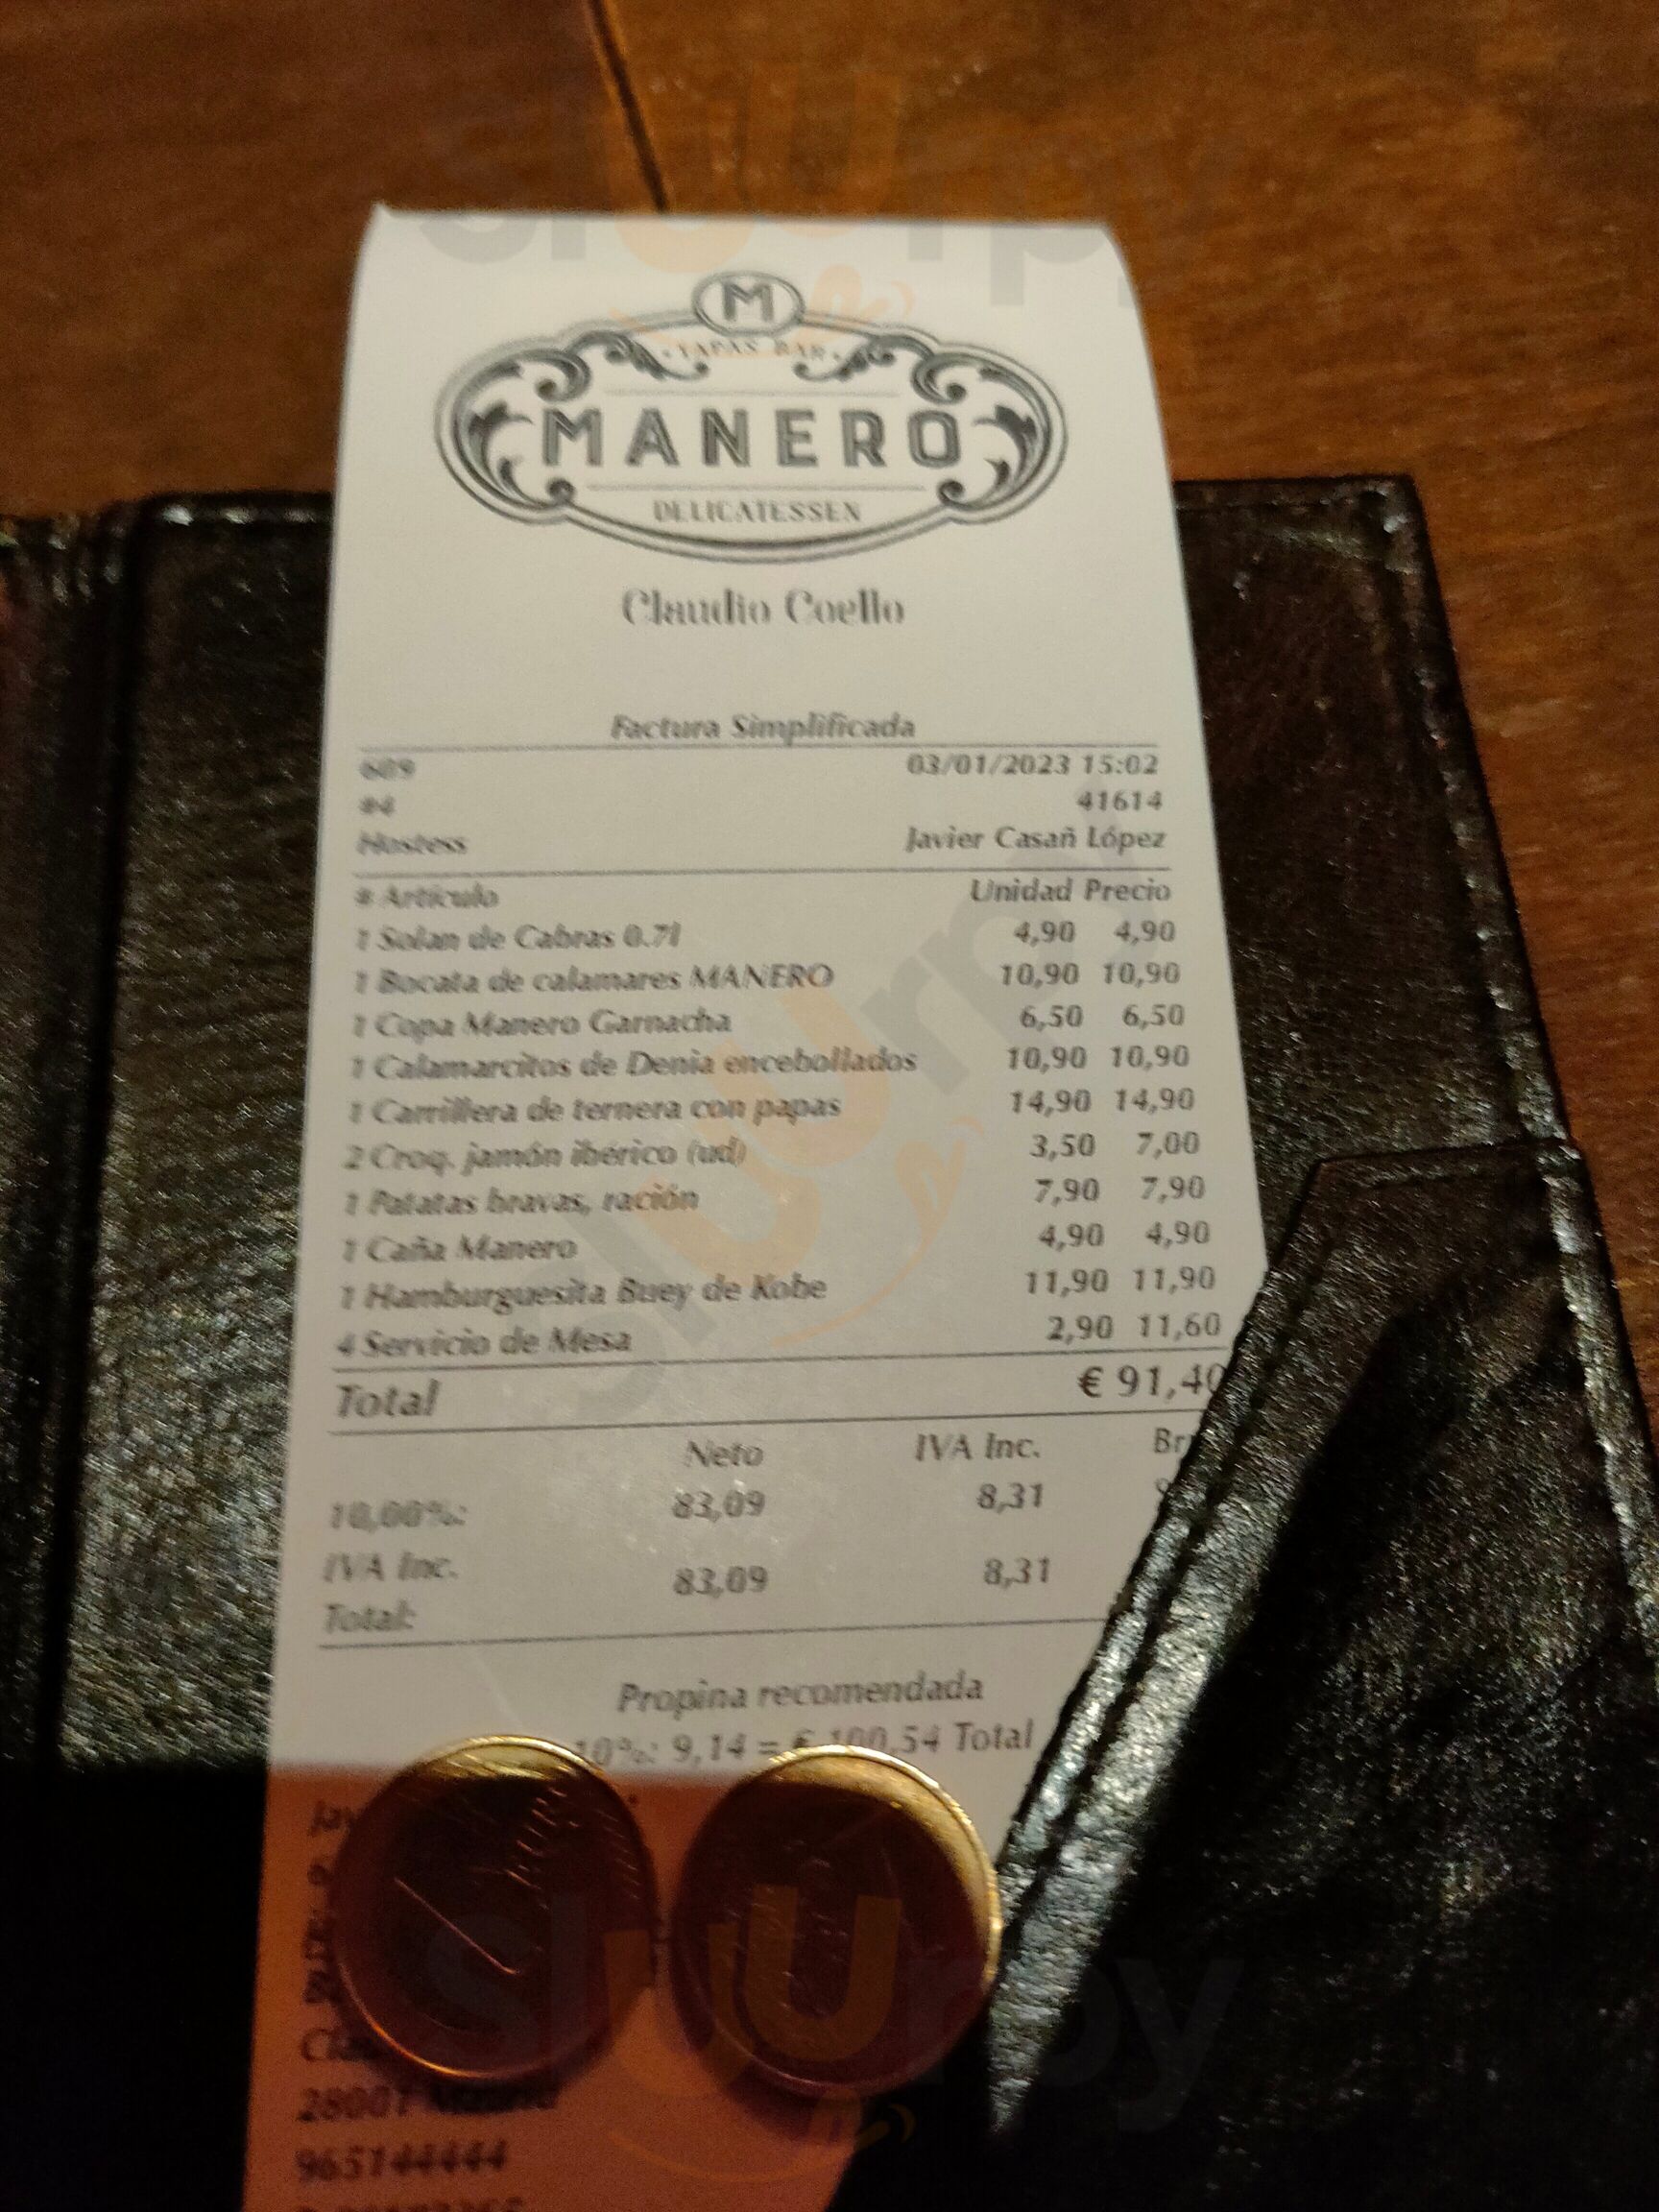 M
TAPAS BAR
MANERO
DELICATESSEN
Claudio Coello
Factura Simplificada
609 03/01/2023 15:02
#4 41614
Hostess Javier Casañ López
# Artículo Unidad Precio
1 Solan de Cabras 0.7l 4,90 4,90
1 Bocata de calamares MANERO 10,90 10,90
1 Copa Manero Garnacha 6,50 6,50
1 Calamarcitos de Denia encebollados 10,90 10,90
1 Carrillera de ternera con papas 14,90 14,90
2 Croq. jamón ibérico (ud) 3,50 7,00
1 Patatas bravas, ración 7,90 7,90
1 Caña Manero 4,90 4,90
1 Hamburguesita Buey de Kobe 11,90 11,90
4 Servicio de Mesa 2,90 11,60
Total € 91,40
Neto IVA Inc.
10,00%: 83,09 8,31
IVA Inc. 83,09 8,31
Total:
Propina recomendada
10%: 9,14 = € 100,54 Total
28001 Madrid
965144444
slurpy
slurpy
slurpy